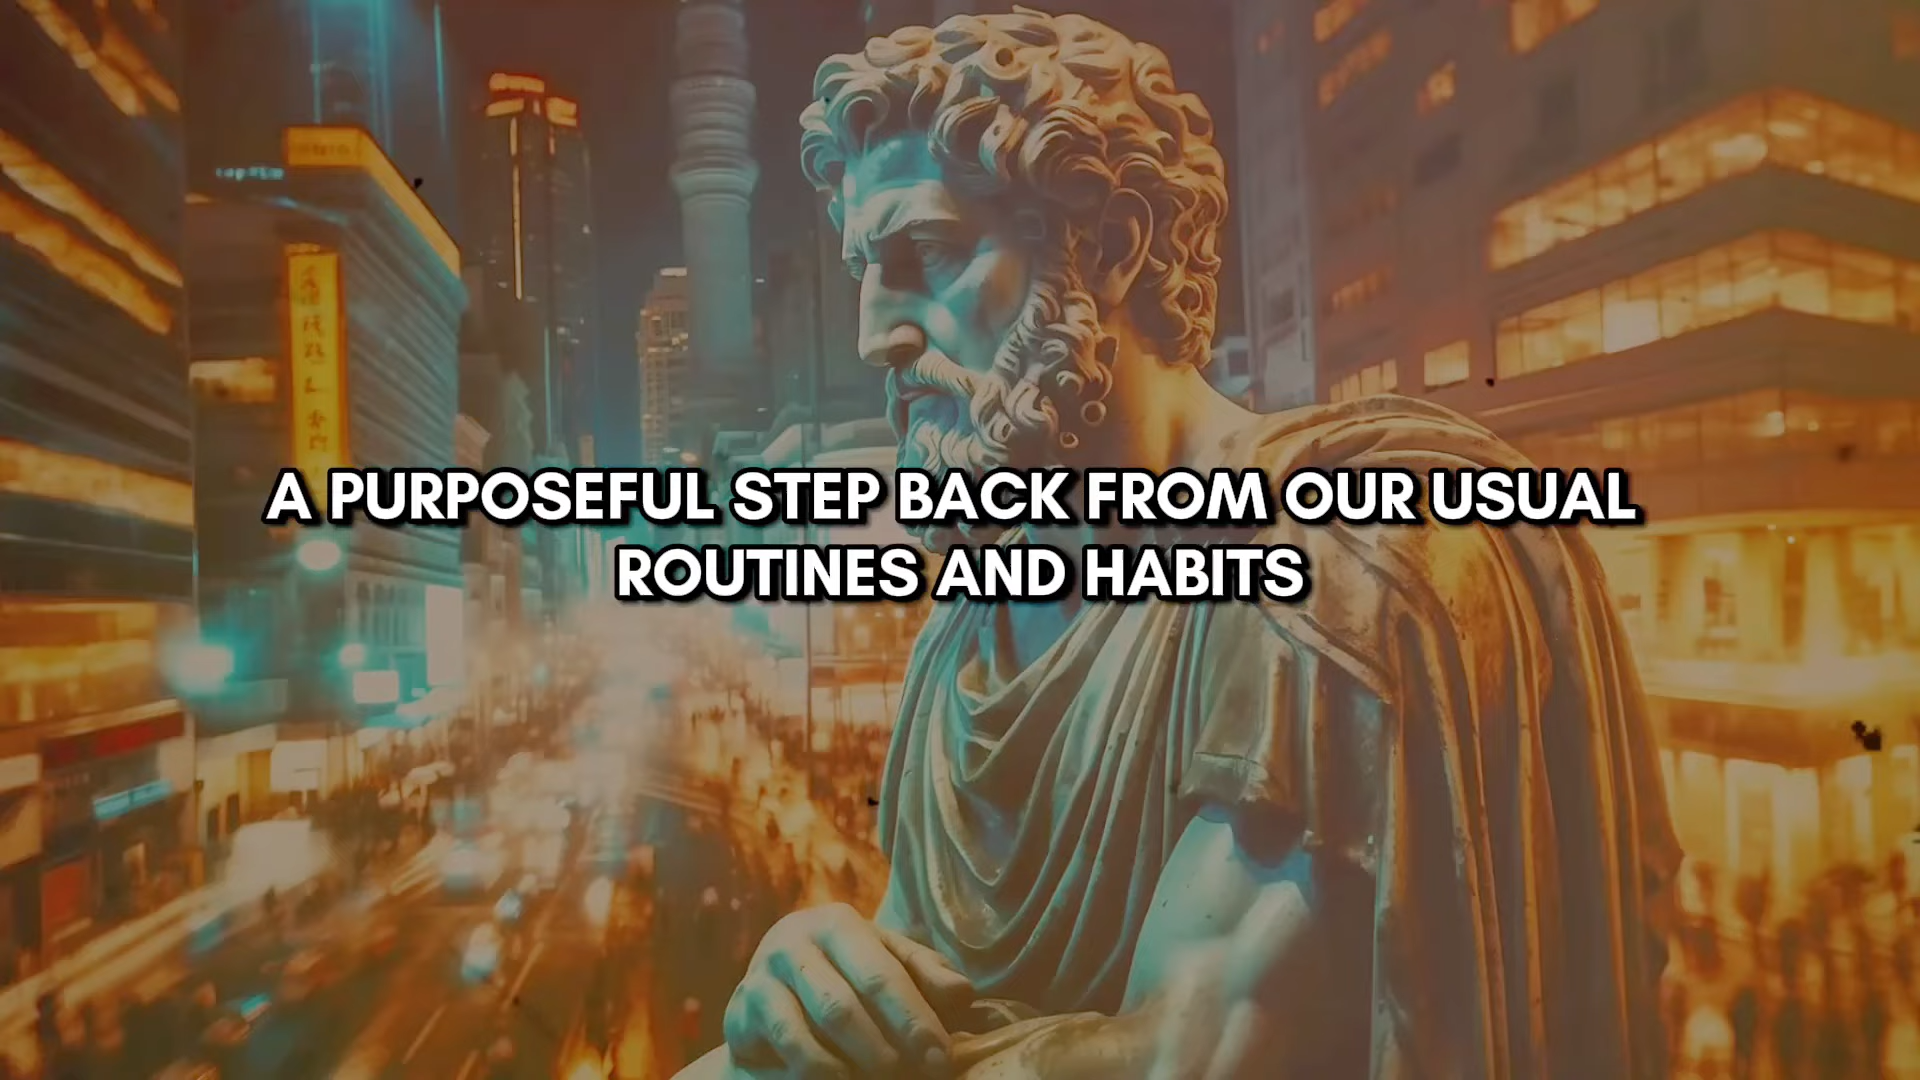 A PURPOSEFUL STEP BACK FROM OUR USUAL
ROUTINES AND HABITS